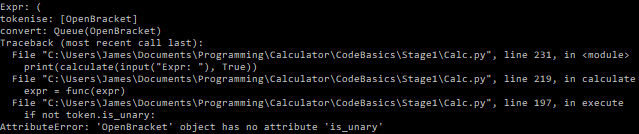 Expr: (
tokenise: [OpenBracket]
convert: Queue(OpenBracket)
Traceback (most recent call last):
  File "C:\Users\James\Documents\Programming\Calculator\CodeBasics\Stage1\Calc.py", line 231, in <module>
    print(calculate(input("Expr: "), True))
  File "C:\Users\James\Documents\Programming\Calculator\CodeBasics\Stage1\Calc.py", line 219, in calculate
    expr = func(expr)
  File "C:\Users\James\Documents\Programming\Calculator\CodeBasics\Stage1\Calc.py", line 197, in execute
    if not token.is_unary:
AttributeError: 'OpenBracket' object has no attribute 'is_unary'